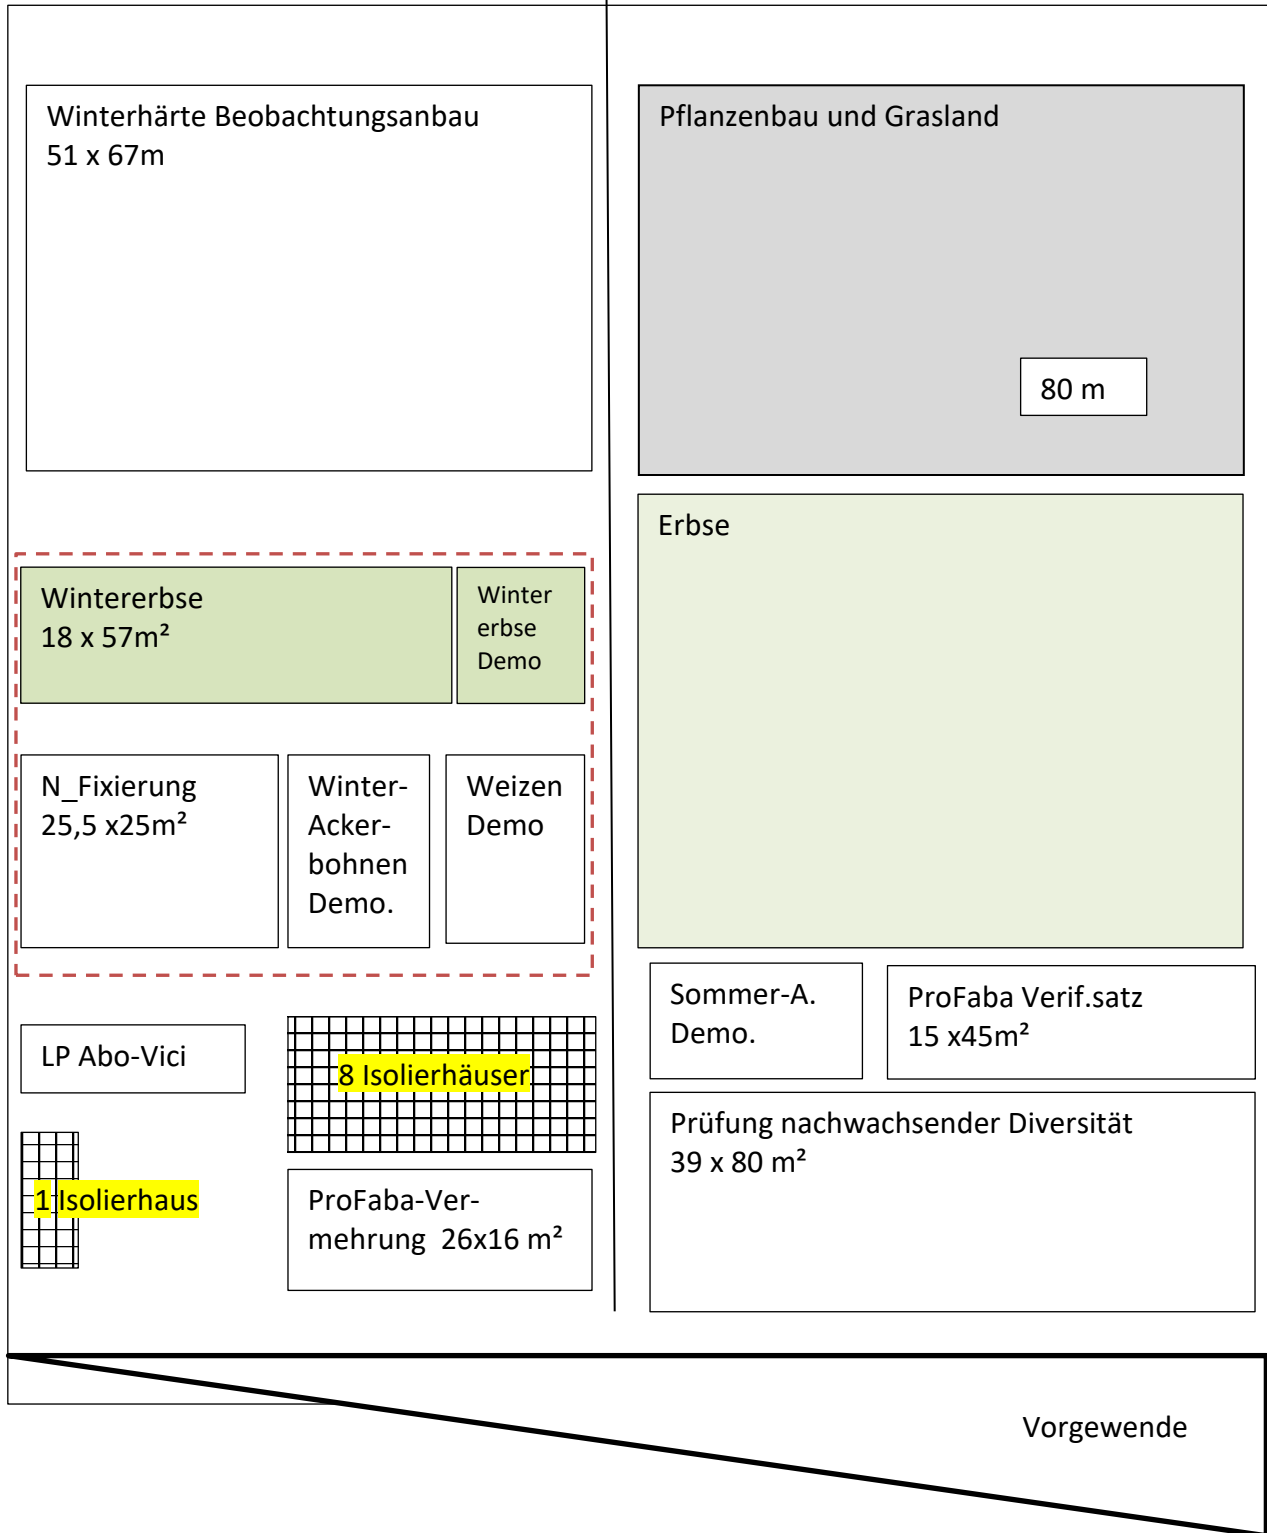 Winterhärte Beobachtungsanbau
51 x 67m
Pflanzenbau und Grasland
80 m
Erbse
Wintererbse
18 x 57m²
Winter
erbse
Demo
N_Fixierung
25,5 x25m²
Winter-
Acker-
bohnen
Demo.
Weizen
Demo
Sommer-A.
Demo.
ProFaba Verif.satz
15 x45m²
LP Abo-Vici
8 Isolierhäuser
1 Isolierhaus
ProFaba-Ver-
mehrung  26x16 m²
Prüfung nachwachsender Diversität
39 x 80 m²
Vorgewende